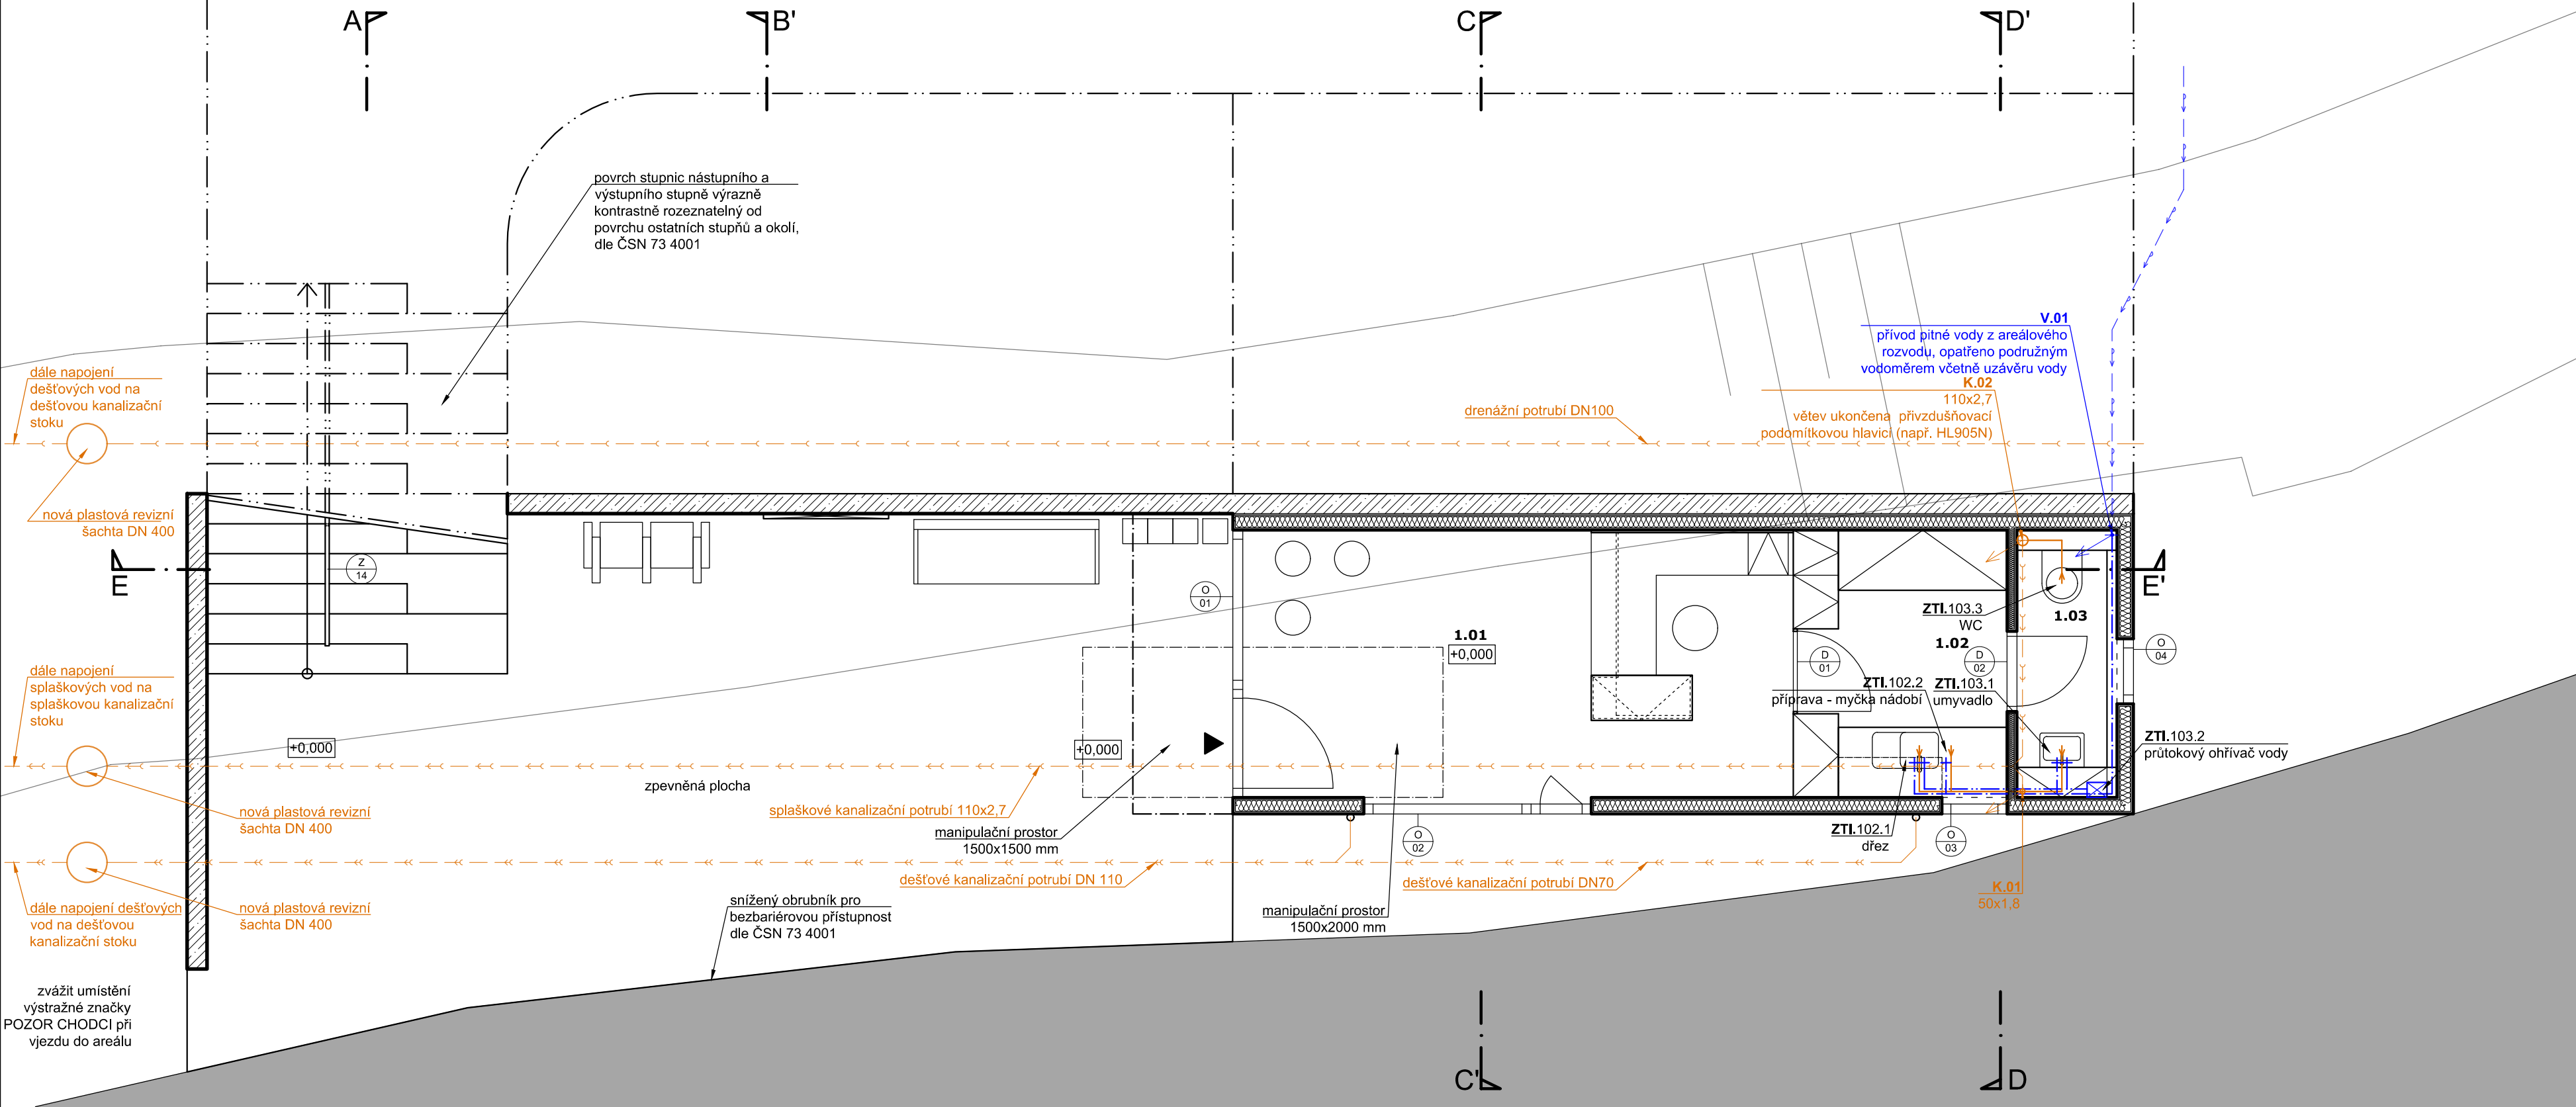 A
B'
C
D'
povrch stupnic nástupního a
výstupního stupně výrazně
kontrastně rozeznatelný od
povrchu ostatních stupňů a okolí,
dle ČSN 73 4001
V.01
přívod pitné vody z areálového
rozvodu, opatřeno podružným
vodoměrem včetně uzávěru vody
K.02
110x2,7
větev ukončena přivzdušňovací
podomítkovou hlavicí (např. HL905N)
drenážní potrubí DN100
dále napojení
dešťových vod na
dešťovou kanalizační
stoku
nová plastová revizní
šachta DN 400
E
Z
14
O
01
E'
ZTI.103.3
WC
1.03
1.02
1.01
+0,000
D
01
D
02
O
04
ZTI.102.2
příprava - myčka nádobí
ZTI.103.1
umyvadlo
ZTI.103.2
průtokový ohřívač vody
dále napojení
splaškových vod na
splaškovou kanalizační
stoku
+0,000
+0,000
zpevněná plocha
nová plastová revizní
šachta DN 400
splaškové kanalizační potrubí 110x2,7
manipulační prostor
1500x1500 mm
O
02
ZTI.102.1
dřez
O
03
dešťové kanalizační potrubí DN 110
dešťové kanalizační potrubí DN70
K.01
50x1,8
dále napojení dešťových
vod na dešťovou
kanalizační stoku
nová plastová revizní
šachta DN 400
snížený obrubník pro
bezbariérovou přístupnost
dle ČSN 73 4001
manipulační prostor
1500x2000 mm
zvážit umístění
výstražné značky
POZOR CHODCI při
vjezdu do areálu
C'
D